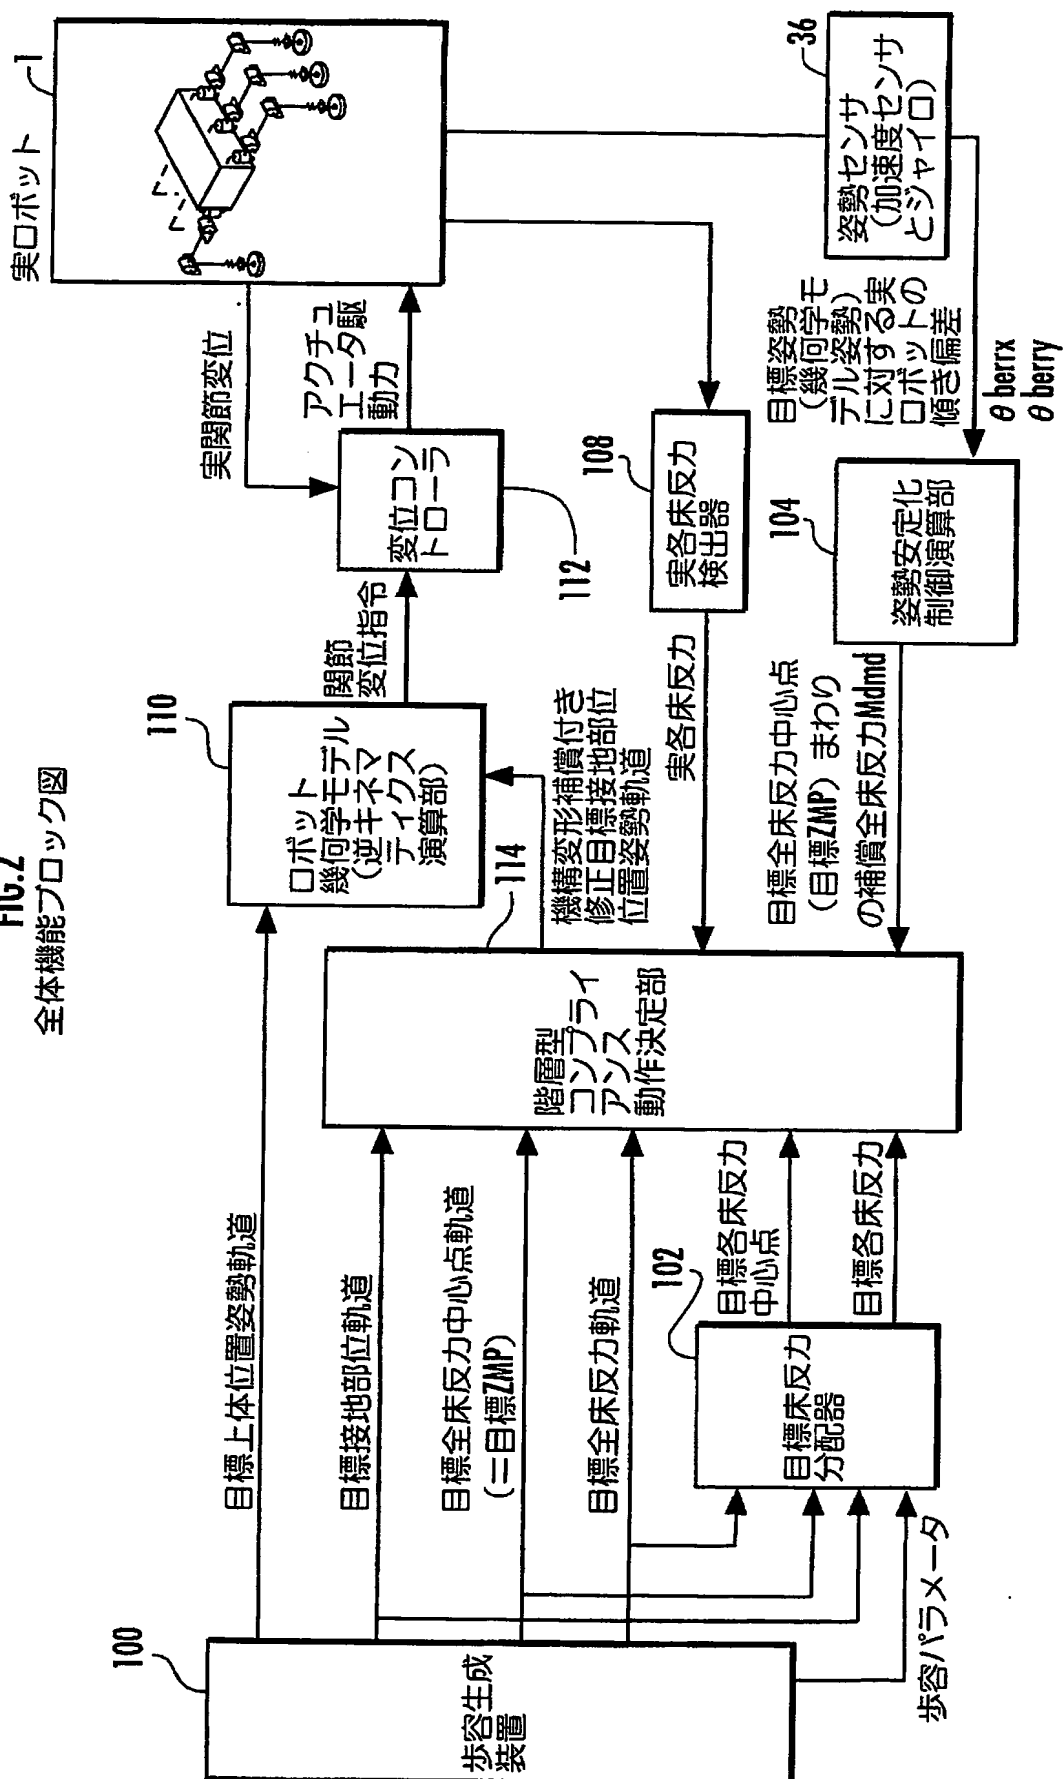 FIG.2
全体機能ブロック図
100
歩容生成
装置
目標上体位置姿勢軌道
目標接地部位軌道
目標全床反力中心点軌道
(=目標ZMP)
目標全床反力軌道
歩容パラメータ
102
目標床反力
分配器
目標各床反力
中心点
目標各床反力
階層型
コンプライ
アンス
動作決定部
114
機構変形補償付き
修正目標接地部位
位置姿勢軌道
実各床反力
目標全床反力中心点
(目標ZMP) まわり
の補償全床反力Mdmd
110
ロボット
幾何学モデル
(逆キネマ
ティクス
演算部)
関節
変位指令
変位コン
トローラ
112
実関節変位
アクチュ
エータ駆
動力
108
実各床反力
検出器
104
姿勢安定化
制御演算部
目標姿勢
(幾何学モ
デル姿勢)
に対する実
ロボットの
傾き偏差
θberrx
θberry
実ロボット
1
36
姿勢センサ
(加速度センサ
とジャイロ)